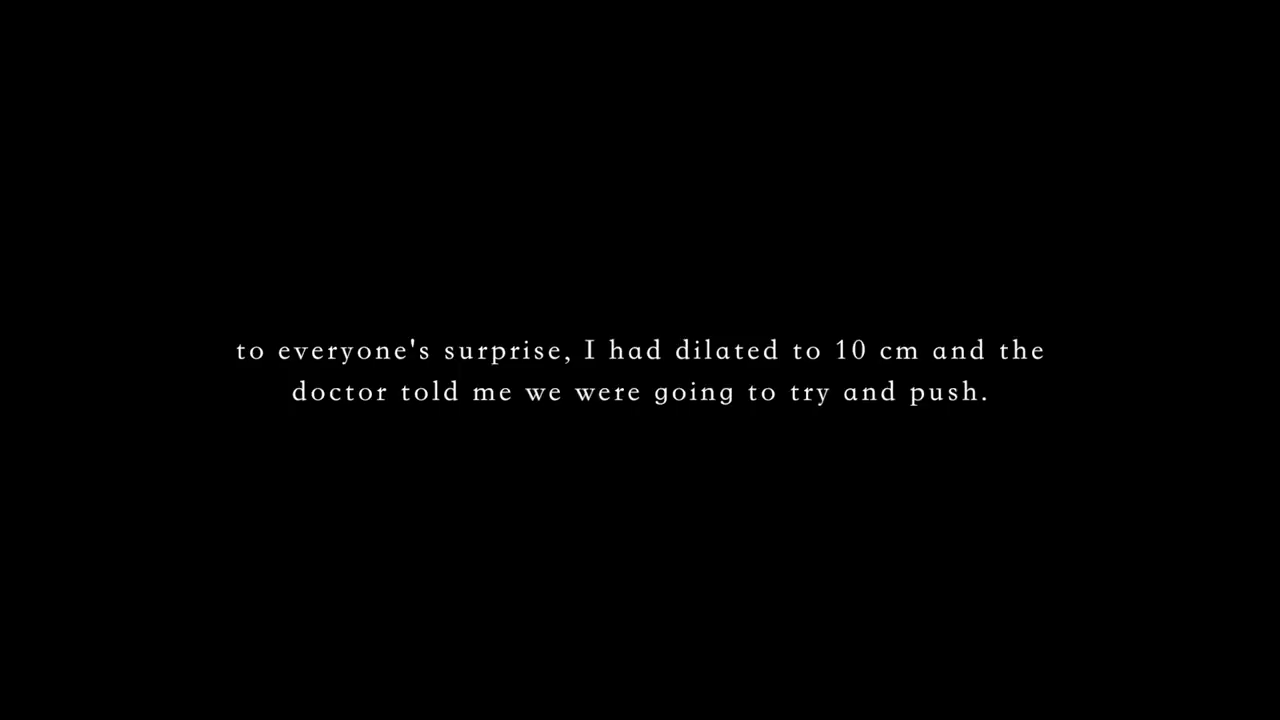 to everyone's surprise, I had dilated to 10 cm and the
doctor told me we were going to try and push.